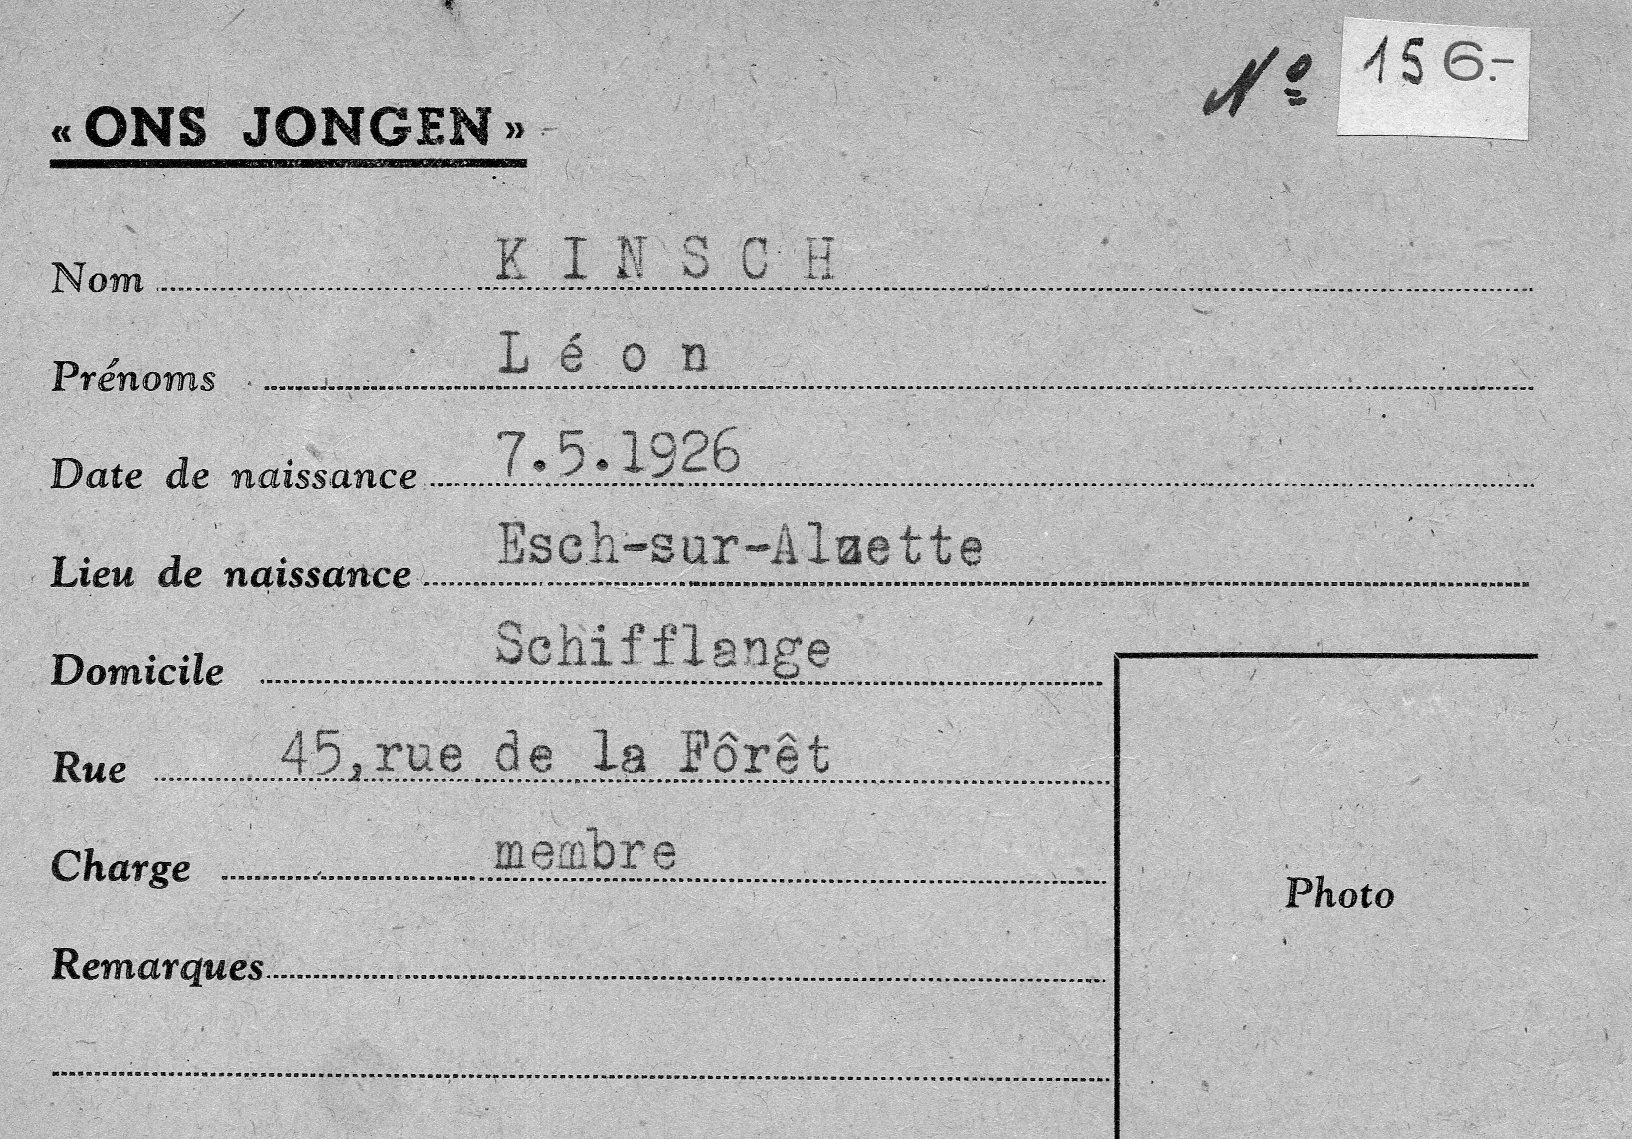 Nº 156.-
« ONS JONGEN »
Nom KINSCH
Prénoms Léon
Date de naissance 7.5.1926
Lieu de naissance Esch-sur-Alzette
Domicile Schifflange
Rue 45,rue de la Fôrêt
Charge membre
Photo
Remarques